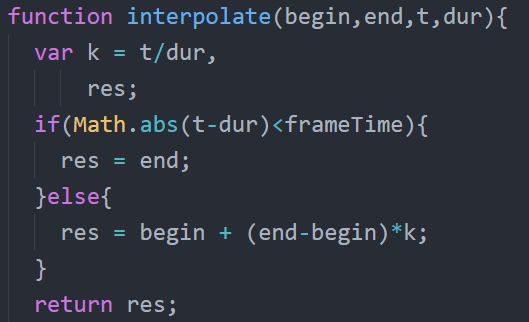 function interpolate(begin,end,t,dur){
  var k = t/dur,
      res;
  if(Math.abs(t-dur)<frameTime){
    res = end;
  }else{
    res = begin + (end-begin)*k;
  }
  return res;